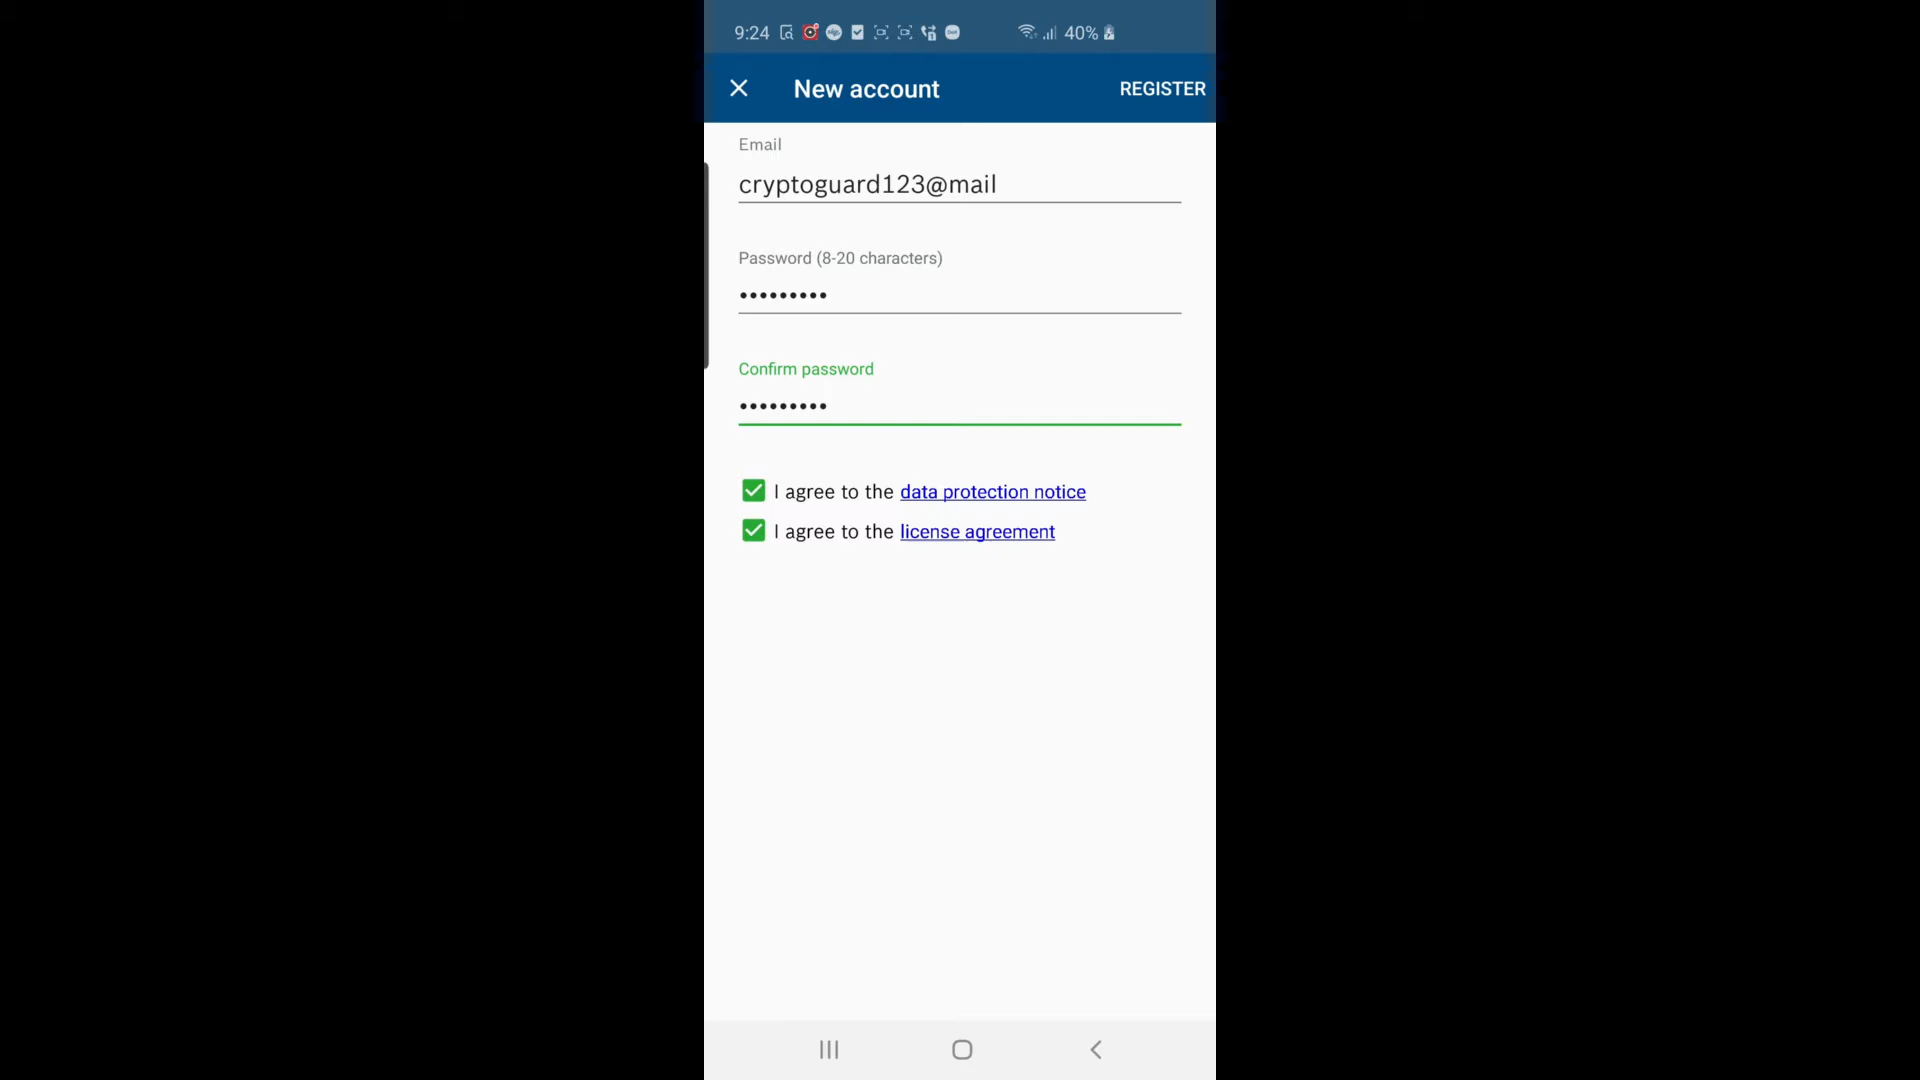 9:24 40%
New account REGISTER
Email
cryptoguard123@mail
Password (8-20 characters)
•••••••••
Confirm password
•••••••••
I agree to the data protection notice
I agree to the license agreement